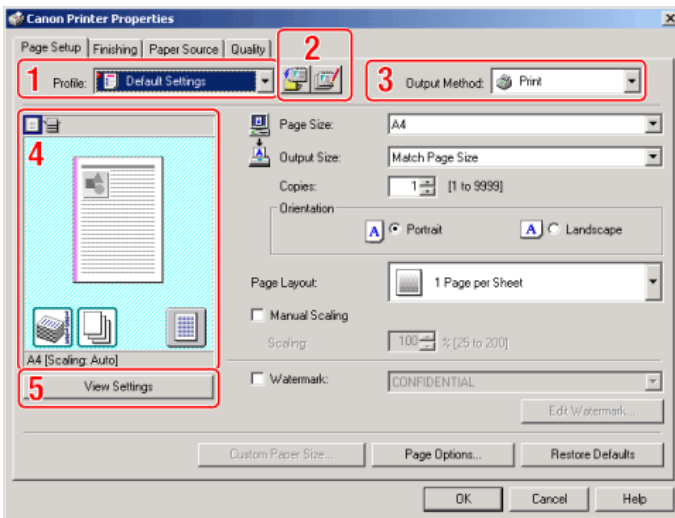 Canon Printer Properties
Page Setup Finishing Paper Source Quality
2
1 Profile: Default Settings
3 Output Method: Print
4
Page Size: A4
Output Size: Match Page Size
Copies: 1 [1 to 9999]
Orientation
A Portrait A Landscape
Page Layout: 1 Page per Sheet
Manual Scaling
Scaling: 100 % [25 to 200]
A4 [Scaling: Auto]
5 View Settings
Watermark: CONFIDENTIAL
Edit Watermark...
Custom Paper Size... Page Options... Restore Defaults
OK Cancel Help